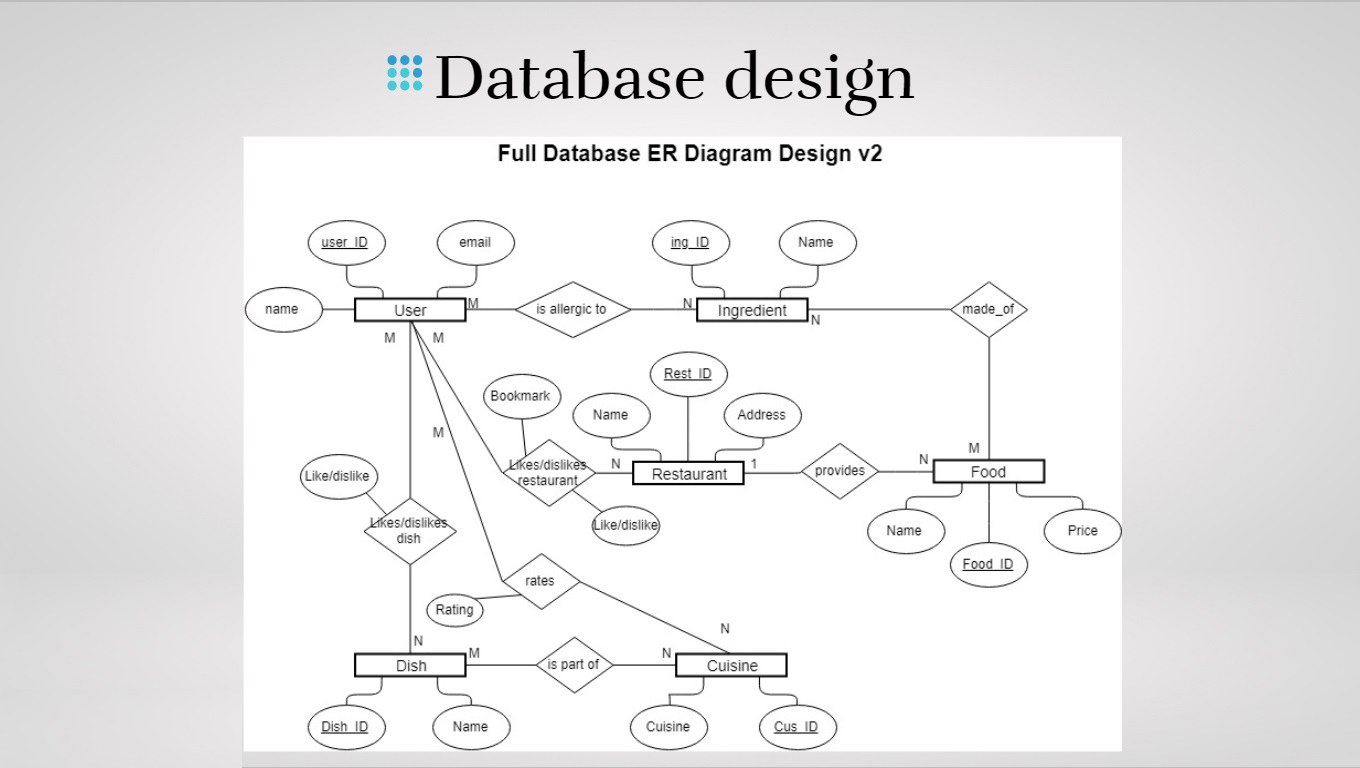 Database design
Full Database ER Diagram Design v2
user_ID
email
ing_ID
Name
name
User
M
is allergic to
N
Ingredient
N
made_of
M
M
Rest_ID
Bookmark
Name
Address
M
M
Likes/dislikes
restaurant
N
Restaurant
1
provides
N
Food
Like/dislike
Likes/dislikes
dish
Like/dislike
Name
Price
Food_ID
rates
Rating
N
N
Dish
M
is part of
N
Cuisine
Dish_ID
Name
Cuisine
Cus_ID